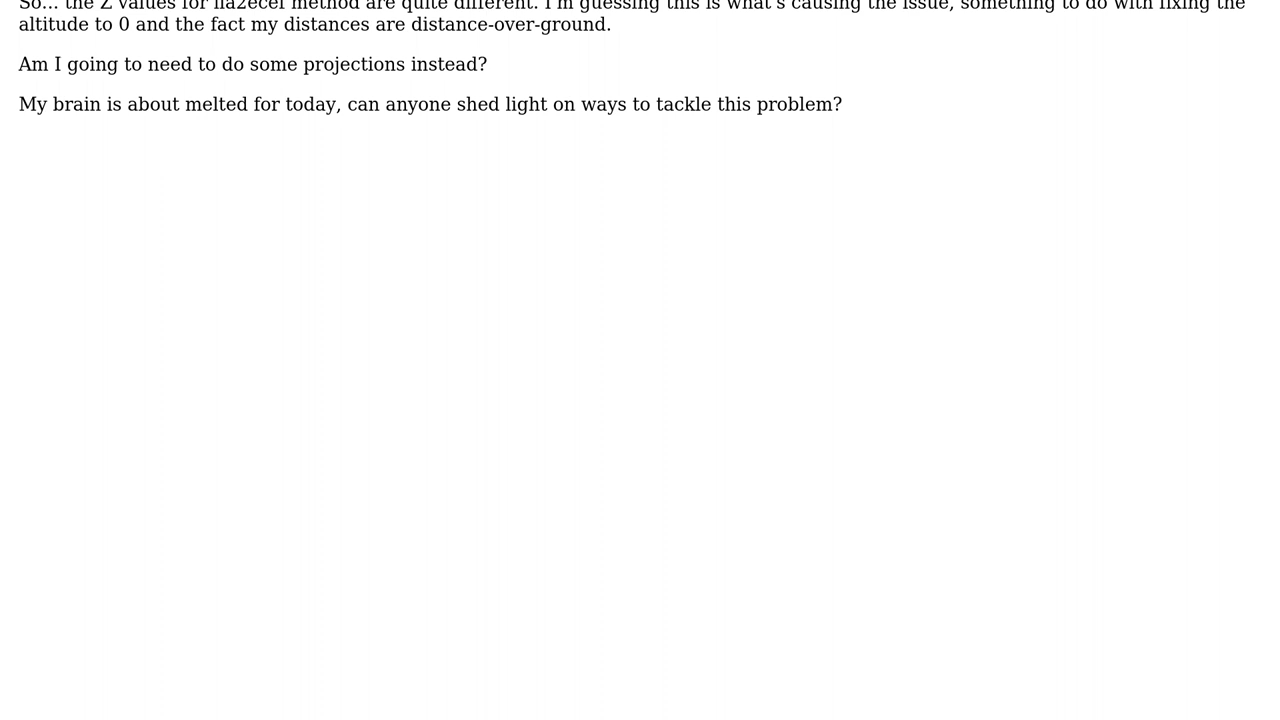 So... the Z values for lla2ecef method are quite different. I'm guessing this is what's causing the issue, something to do with fixing the
altitude to 0 and the fact my distances are distance-over-ground.
Am I going to need to do some projections instead?
My brain is about melted for today, can anyone shed light on ways to tackle this problem?